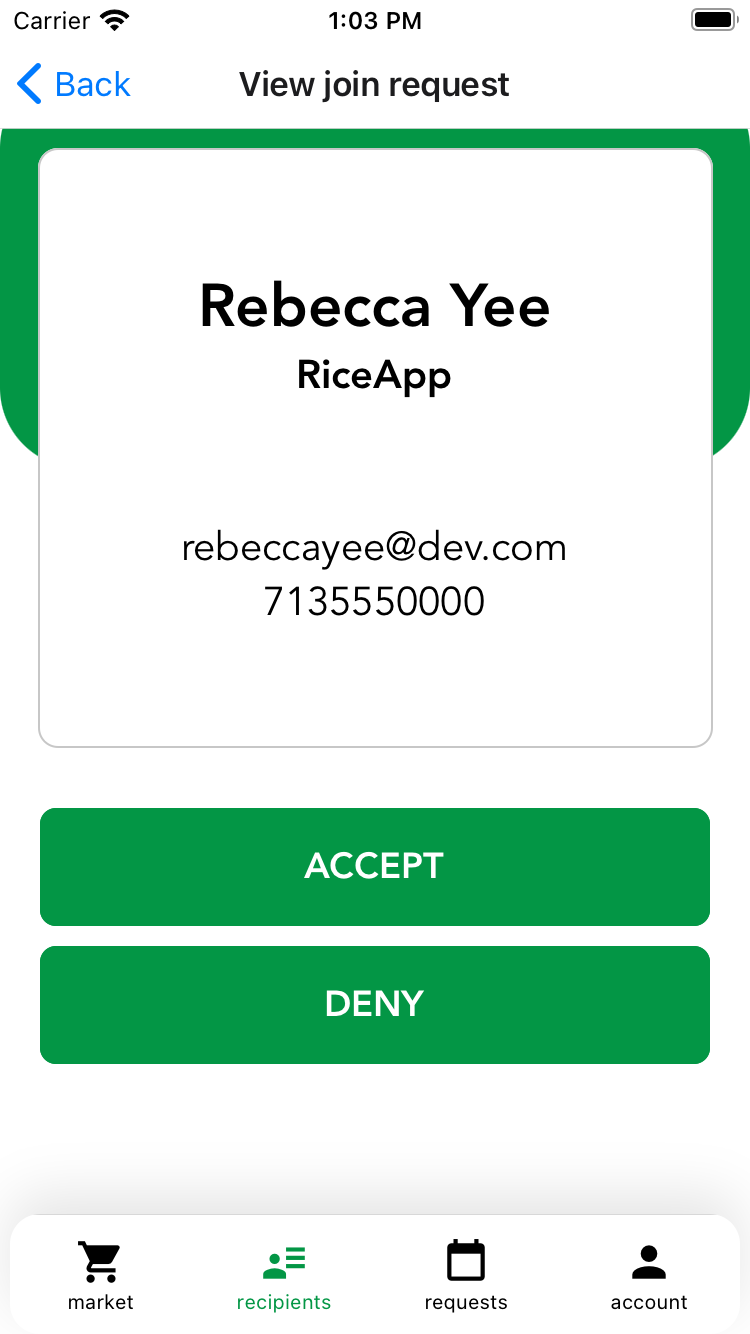 Carrier 1:03 PM
Back View join request
Rebecca Yee
RiceApp
rebeccayee@dev.com
7135550000
ACCEPT
DENY
market recipients requests account